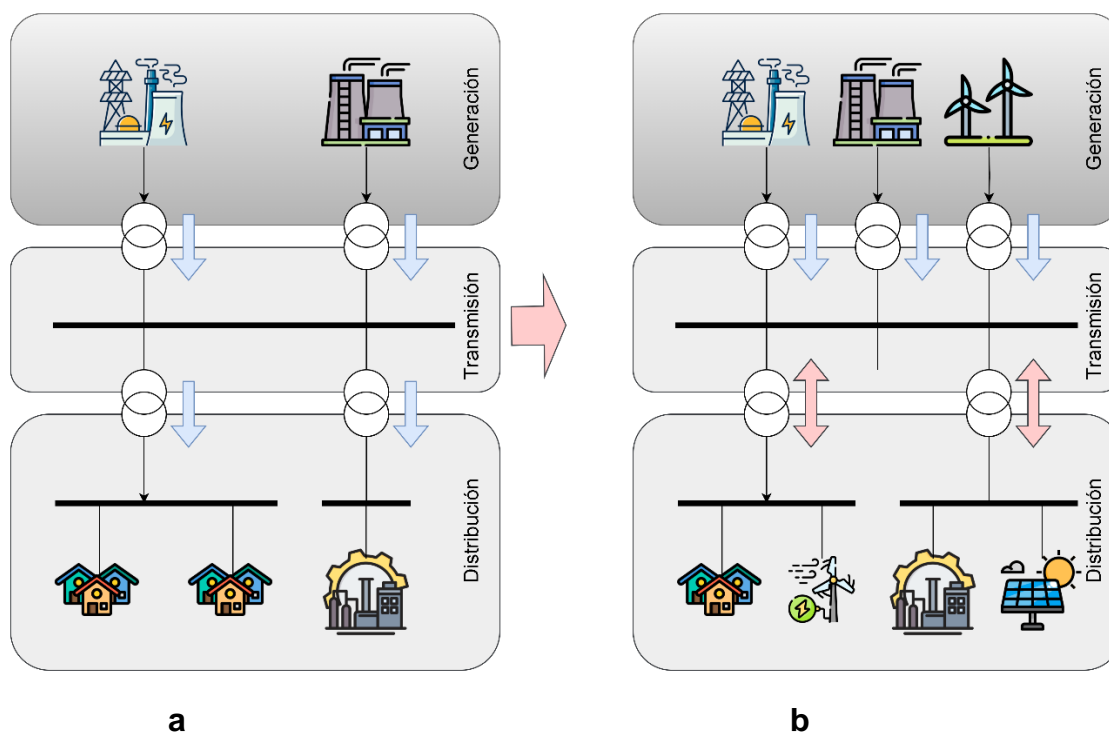 Generación
Transmisión
Distribución
a
Generación
Transmisión
Distribución
b